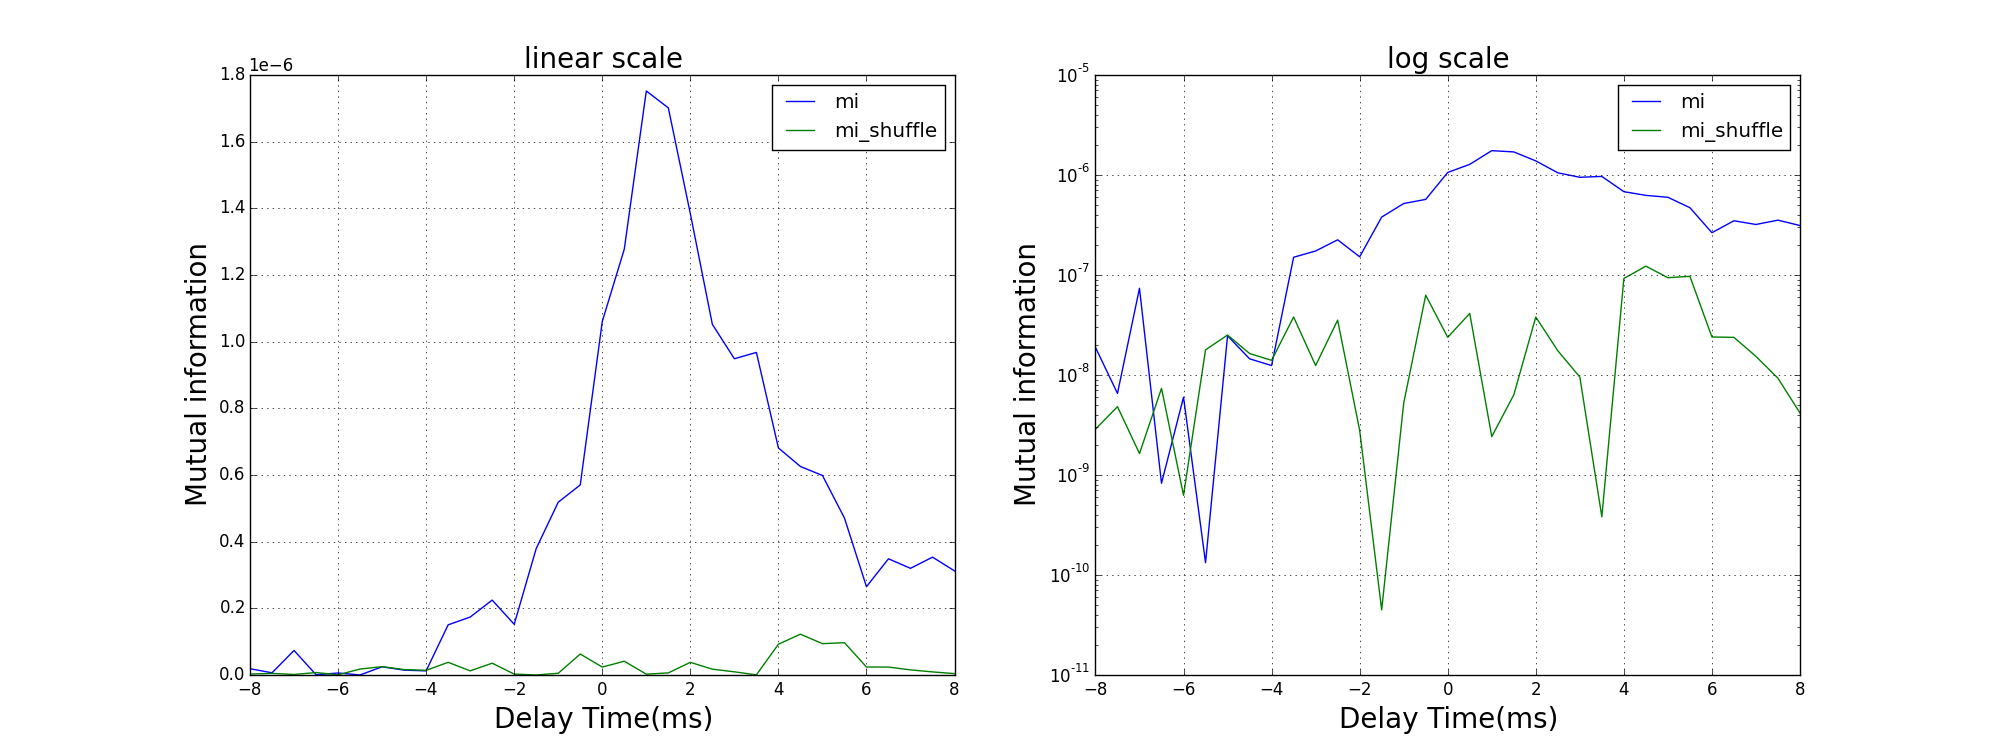 linear scale
1e−6
1.8
1.6
1.4
1.2
1.0
0.8
0.6
0.4
0.2
0.0
Mutual information
mi
mi_shuffle
−8 −6 −4 −2 0 2 4 6 8
Delay Time(ms)
log scale
10^-5
10^-6
10^-7
10^-8
10^-9
10^-10
10^-11
Mutual information
mi
mi_shuffle
−8 −6 −4 −2 0 2 4 6 8
Delay Time(ms)